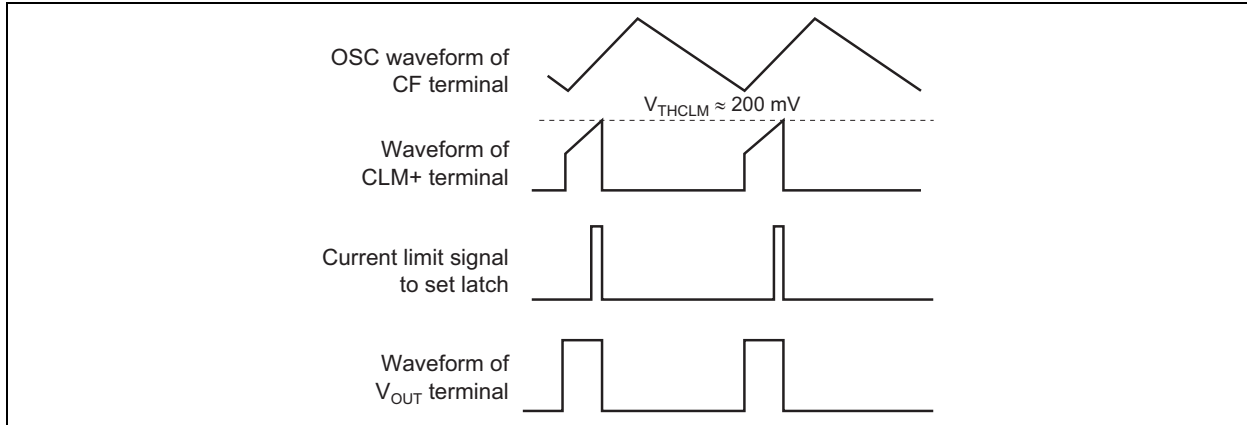 OSC waveform of
CF terminal
V_THCLM ≈ 200 mV
Waveform of
CLM+ terminal
Current limit signal
to set latch
Waveform of
V_OUT terminal